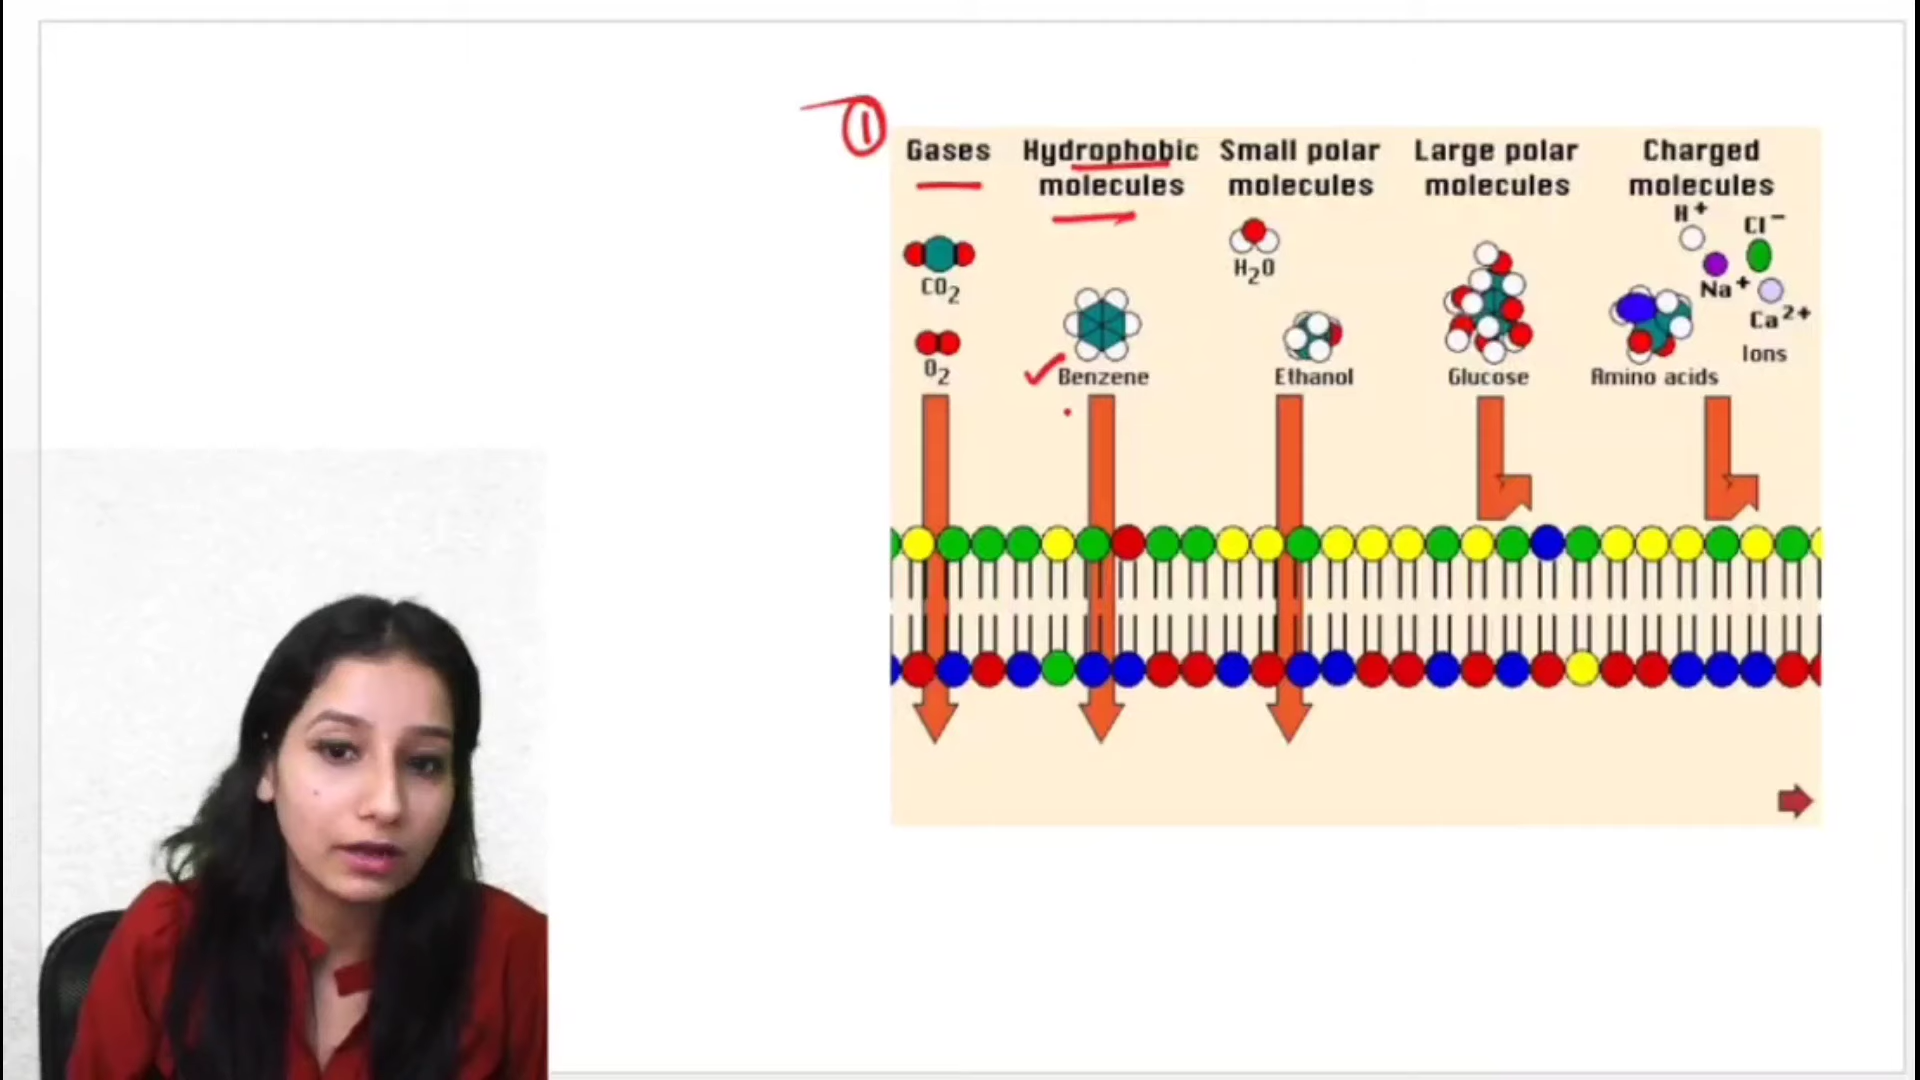 1
Gases
Hydrophobic
molecules
Small polar
molecules
Large polar
molecules
Charged
molecules
CO2
O2
Benzene
H2O
Ethanol
Glucose
Amino acids
H+
Cl−
Na+
Ca2+
Ions